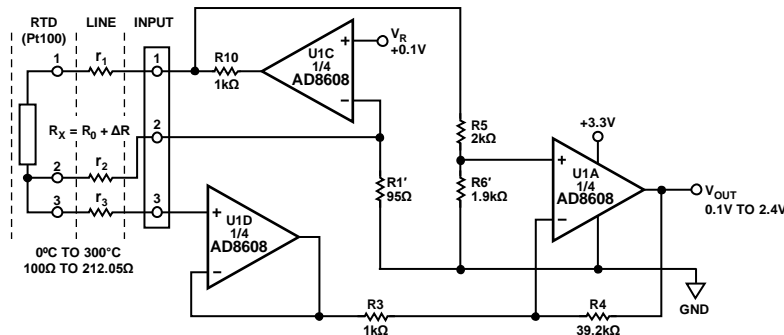 RTD
(Pt100)
LINE
INPUT
1
r1
1
R10
1kΩ
U1C
1/4
AD8608
+
−
VR
+0.1V
RX = R0 + ΔR
2
R5
2kΩ
+3.3V
2
r2
R1′
95Ω
R6′
1.9kΩ
+
−
U1A
1/4
AD8608
VOUT
0.1V TO 2.4V
3
r3
3
+
−
U1D
1/4
AD8608
0ºC TO 300°C
100Ω TO 212.05Ω
GND
R3
1kΩ
R4
39.2kΩ